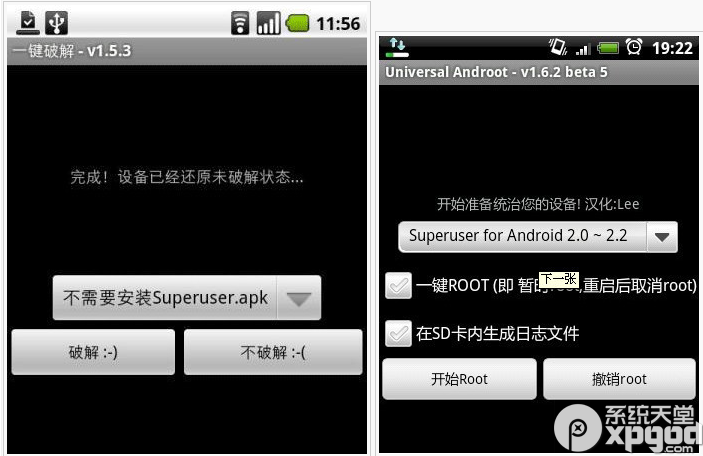 11:56
一键破解 - v1.5.3
完成！设备已经还原未破解状态...
不需要安装Superuser.apk
破解 :-)
不破解 :-(
19:22
Universal Androot - v1.6.2 beta 5
开始准备统治您的设备! 汉化:Lee
Superuser for Android 2.0 ~ 2.2
下一张
一键ROOT (即 暂时root,重启后取消root)
在SD卡内生成日志文件
开始Root
撤销root
系统天堂
xpgod.com